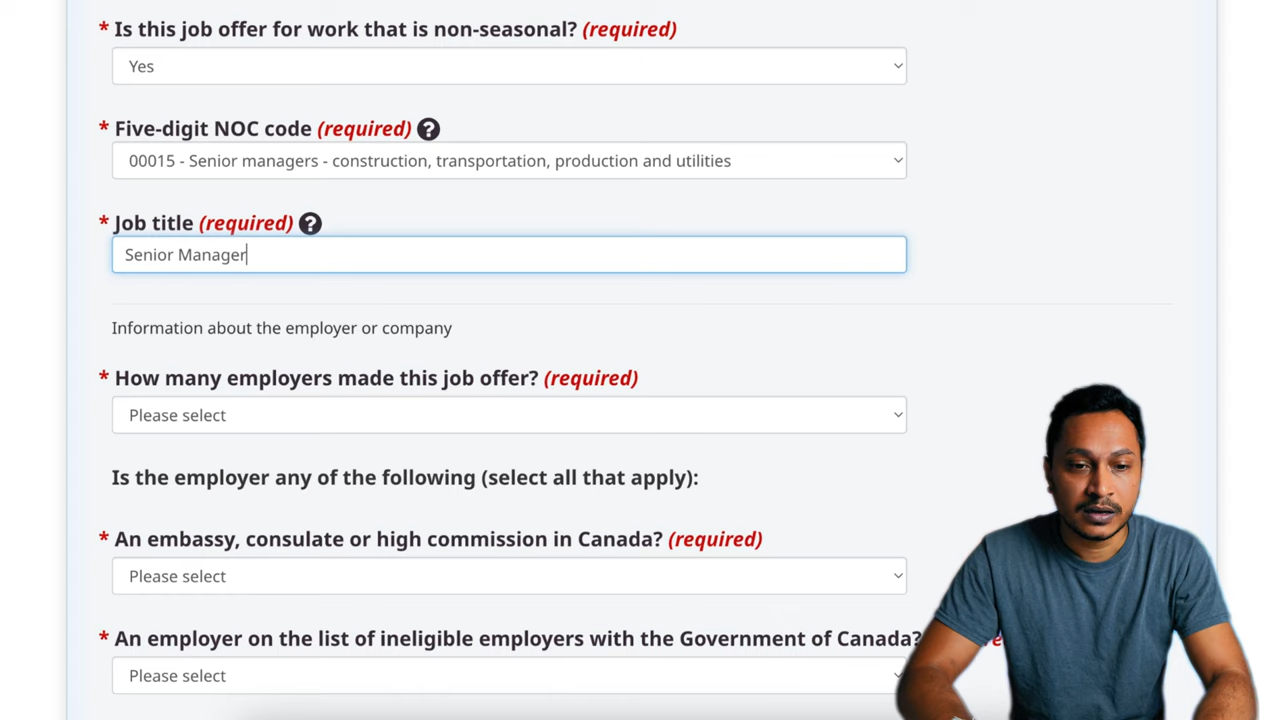 * Is this job offer for work that is non-seasonal? (required)
Yes
* Five-digit NOC code (required) ?
00015 - Senior managers - construction, transportation, production and utilities
* Job title (required) ?
Senior Manager
Information about the employer or company
* How many employers made this job offer? (required)
Please select
Is the employer any of the following (select all that apply):
* An embassy, consulate or high commission in Canada? (required)
Please select
* An employer on the list of ineligible employers with the Government of Canada?
Please select